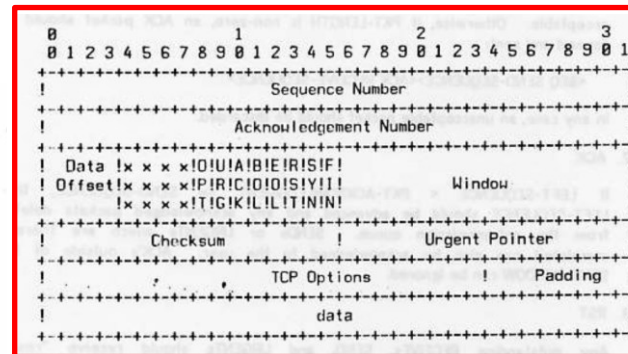 0 1 2 3
0 1 2 3 4 5 6 7 8 9 0 1 2 3 4 5 6 7 8 9 0 1 2 3 4 5 6 7 8 9 0 1
+-+-+-+-+-+-+-+-+-+-+-+-+-+-+-+-+-+-+-+-+-+-+-+-+-+-+-+-+-+-+-+-
! Sequence Number
+-+-+-+-+-+-+-+-+-+-+-+-+-+-+-+-+-+-+-+-+-+-+-+-+-+-+-+-+-+-+-+-
! Acknowledgement Number
+-+-+-+-+-+-+-+-+-+-+-+-+-+-+-+-+-+-+-+-+-+-+-+-+-+-+-+-+-+-+-+-
! Data !x x x x!O!U!A!B!E!R!S!F!
! Offset!x x x x!P!R!C!O!O!S!Y!I! Window
! !x x x x!T!G!K!L!L!T!N!N!
+-+-+-+-+-+-+-+-+-+-+-+-+-+-+-+-+-+-+-+-+-+-+-+-+-+-+-+-+-+-+-+-
! Checksum ! Urgent Pointer
+-+-+-+-+-+-+-+-+-+-+-+-+-+-+-+-+-+-+-+-+-+-+-+-+-+-+-+-+-+-+-+-
! TCP Options ! Padding
+-+-+-+-+-+-+-+-+-+-+-+-+-+-+-+-+-+-+-+-+-+-+-+-+-+-+-+-+-+-+-+-
! data
+-+-+-+-+-+-+-+-+-+-+-+-+-+-+-+-+-+-+-+-+-+-+-+-+-+-+-+-+-+-+-+-